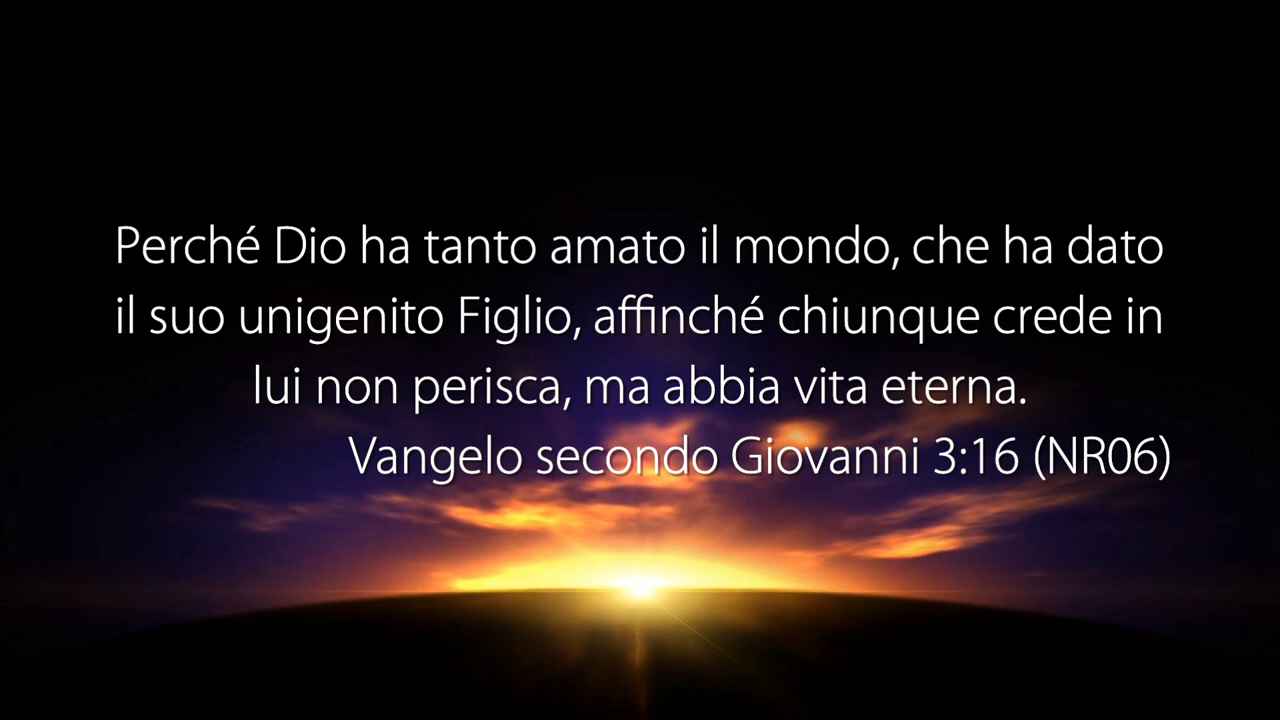 Perché Dio ha tanto amato il mondo, che ha dato
il suo unigenito Figlio, affinché chiunque crede in
lui non perisca, ma abbia vita eterna.
Vangelo secondo Giovanni 3:16 (NR06)